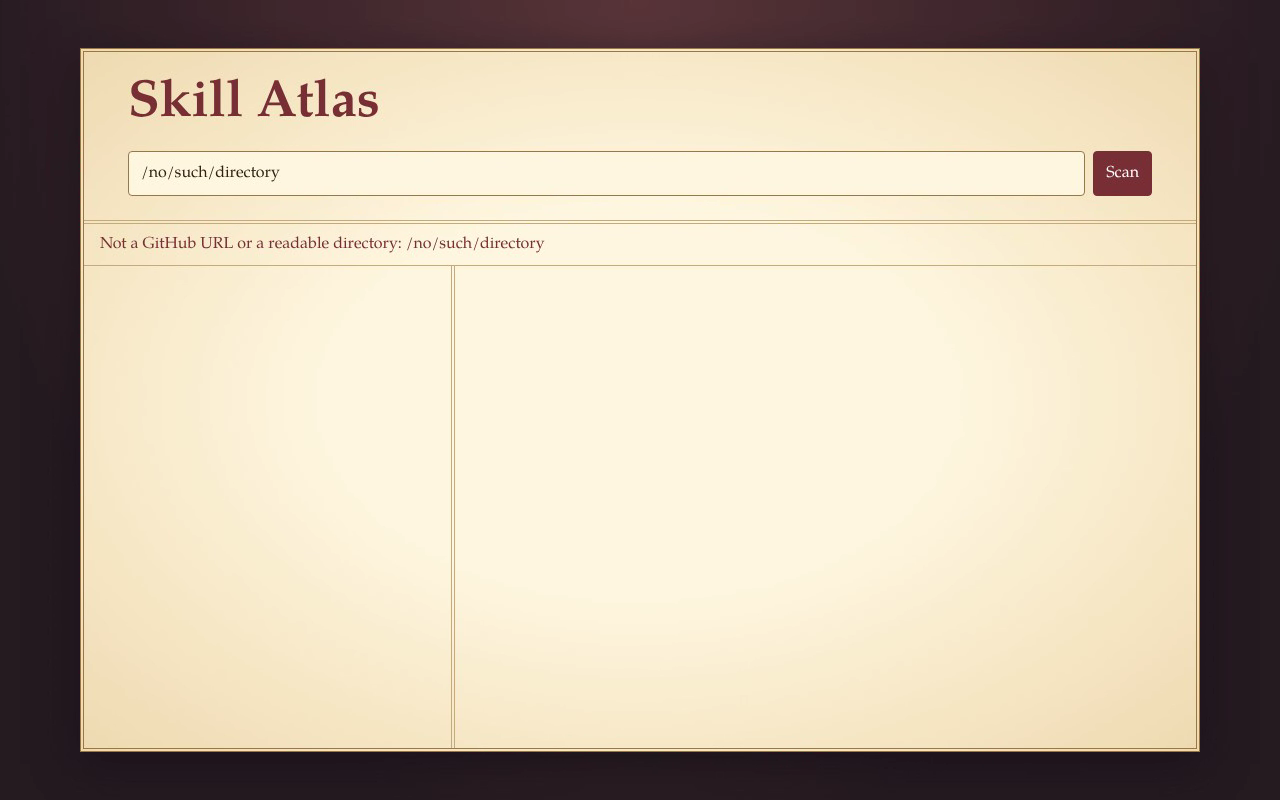 Skill Atlas
/no/such/directory
Scan
Not a GitHub URL or a readable directory: /no/such/directory